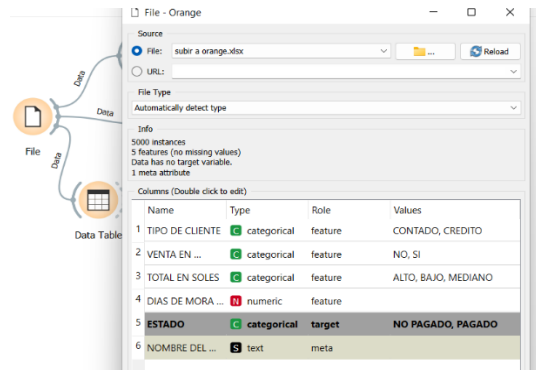 File - Orange
Source
File: subir a orange.xlsx ... Reload
URL:
File Type
Automatically detect type
Info
5000 instances
5 features (no missing values)
Data has no target variable.
1 meta attribute
Columns (Double click to edit)
Name Type Role Values
1 TIPO DE CLIENTE C categorical feature CONTADO, CREDITO
2 VENTA EN ... C categorical feature NO, SI
3 TOTAL EN SOLES C categorical feature ALTO, BAJO, MEDIANO
4 DIAS DE MORA ... N numeric feature
5 ESTADO C categorical target NO PAGADO, PAGADO
6 NOMBRE DEL ... S text meta
Data
Data
File
Data
Data Table